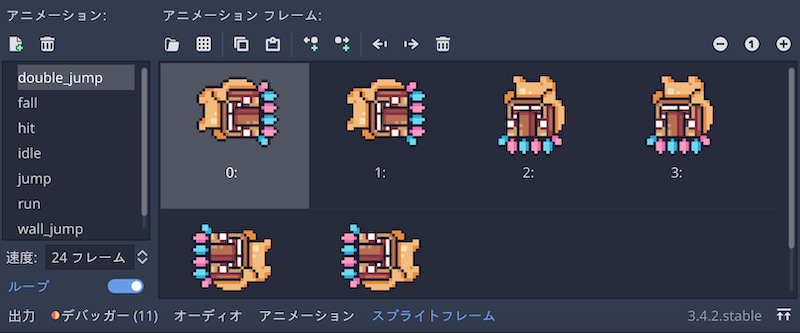 アニメーション:
アニメーション フレーム:
double_jump
fall
hit
idle
jump
run
wall_jump
0:
1:
2:
3:
速度:
24 フレーム
ループ
出力
デバッガー (11)
オーディオ
アニメーション
スプライトフレーム
3.4.2.stable